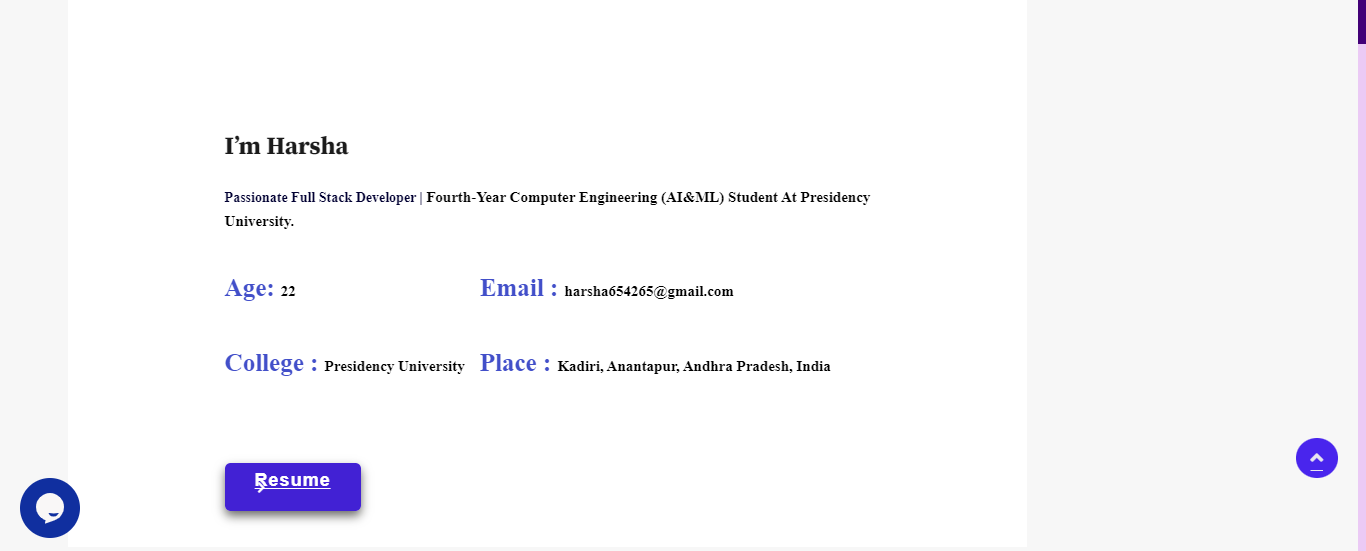 I’m Harsha
Passionate Full Stack Developer | Fourth-Year Computer Engineering (AI&ML) Student At Presidency
University.
Age: 22 Email : harsha654265@gmail.com
College : Presidency University Place : Kadiri, Anantapur, Andhra Pradesh, India
Resume